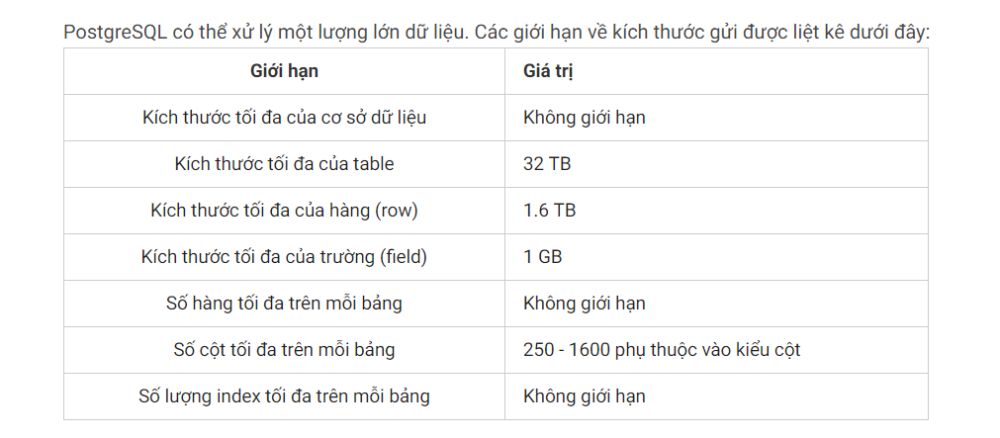 PostgreSQL có thể xử lý một lượng lớn dữ liệu. Các giới hạn về kích thước gửi được liệt kê dưới đây:
Giới hạn Giá trị
Kích thước tối đa của cơ sở dữ liệu Không giới hạn
Kích thước tối đa của table 32 TB
Kích thước tối đa của hàng (row) 1.6 TB
Kích thước tối đa của trường (field) 1 GB
Số hàng tối đa trên mỗi bảng Không giới hạn
Số cột tối đa trên mỗi bảng 250 - 1600 phụ thuộc vào kiểu cột
Số lượng index tối đa trên mỗi bảng Không giới hạn